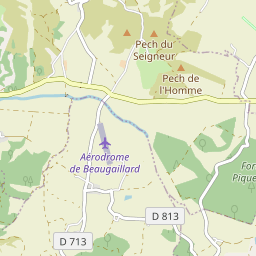 Pech du
Seigneur
Pech de
l'Homme
Aérodrome
de Beaugaillard
For
Pique
D 813
D 713